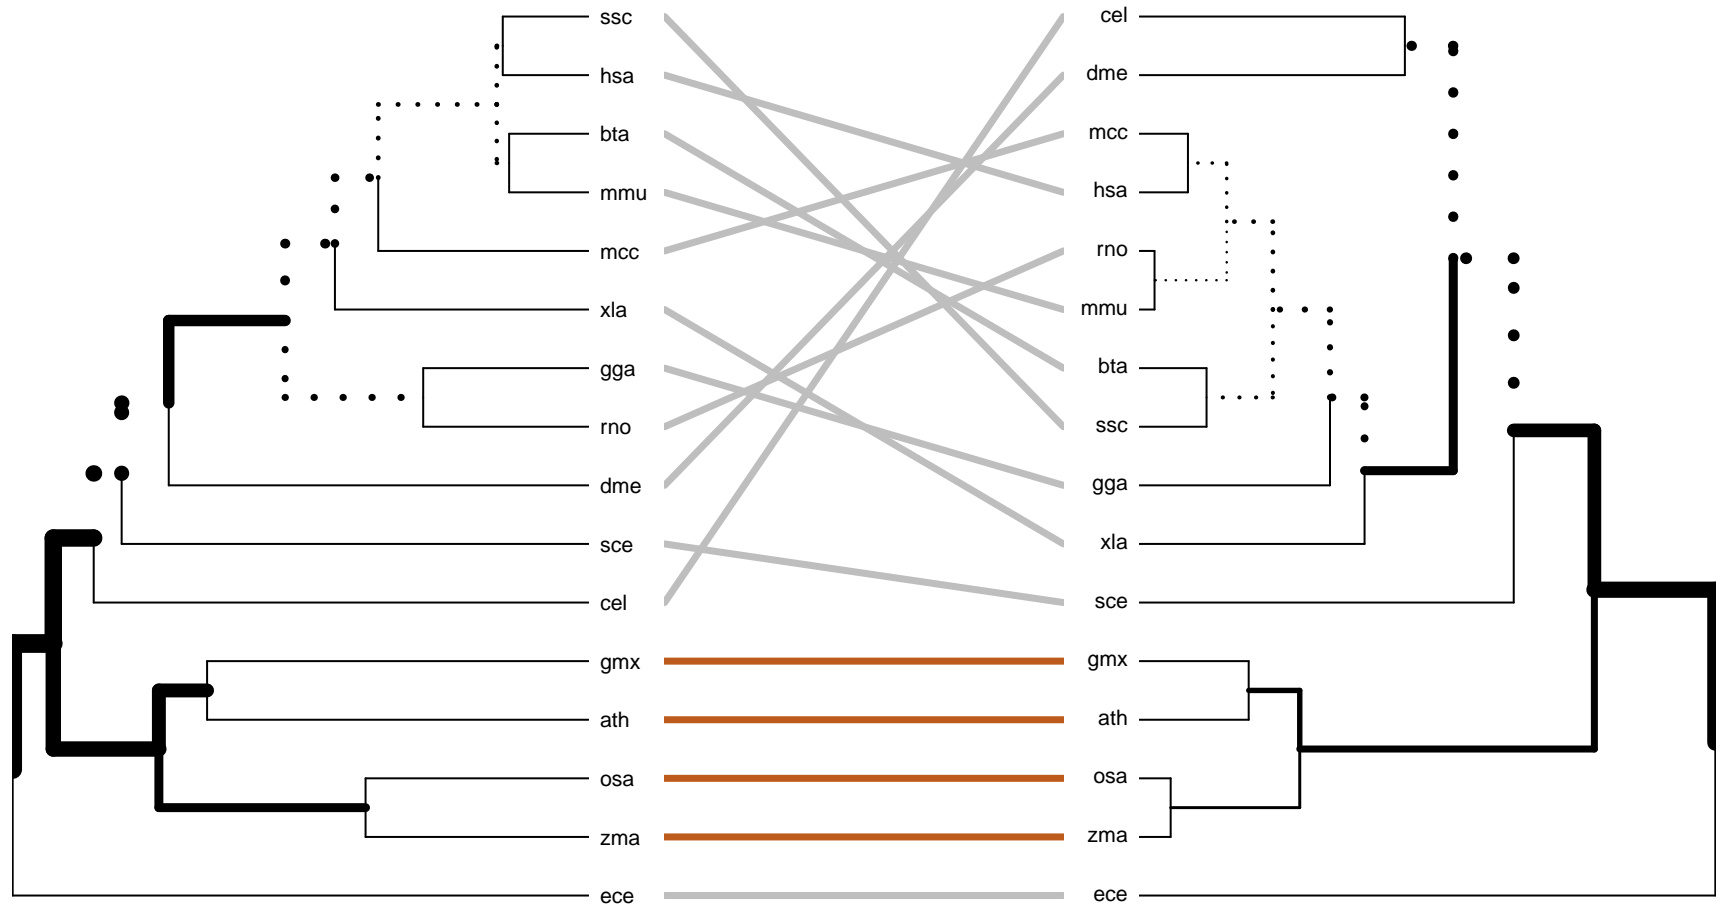 ssc cel
hsa dme
bta mcc
mmu hsa
mcc rno
xla mmu
gga bta
rno ssc
dme gga
sce xla
cel sce
gmx gmx
ath ath
osa osa
zma zma
ece ece